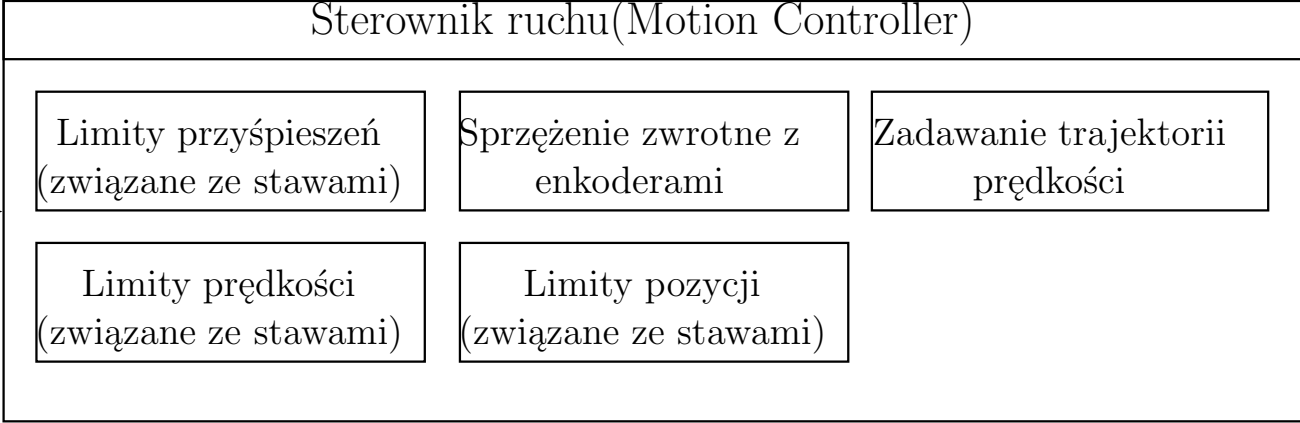 Sterownik ruchu(Motion Controller)
Limity przyśpieszeń
(związane ze stawami)
Sprzężenie zwrotne z
enkoderami
Zadawanie trajektorii
prędkości
Limity prędkości
(związane ze stawami)
Limity pozycji
(związane ze stawami)